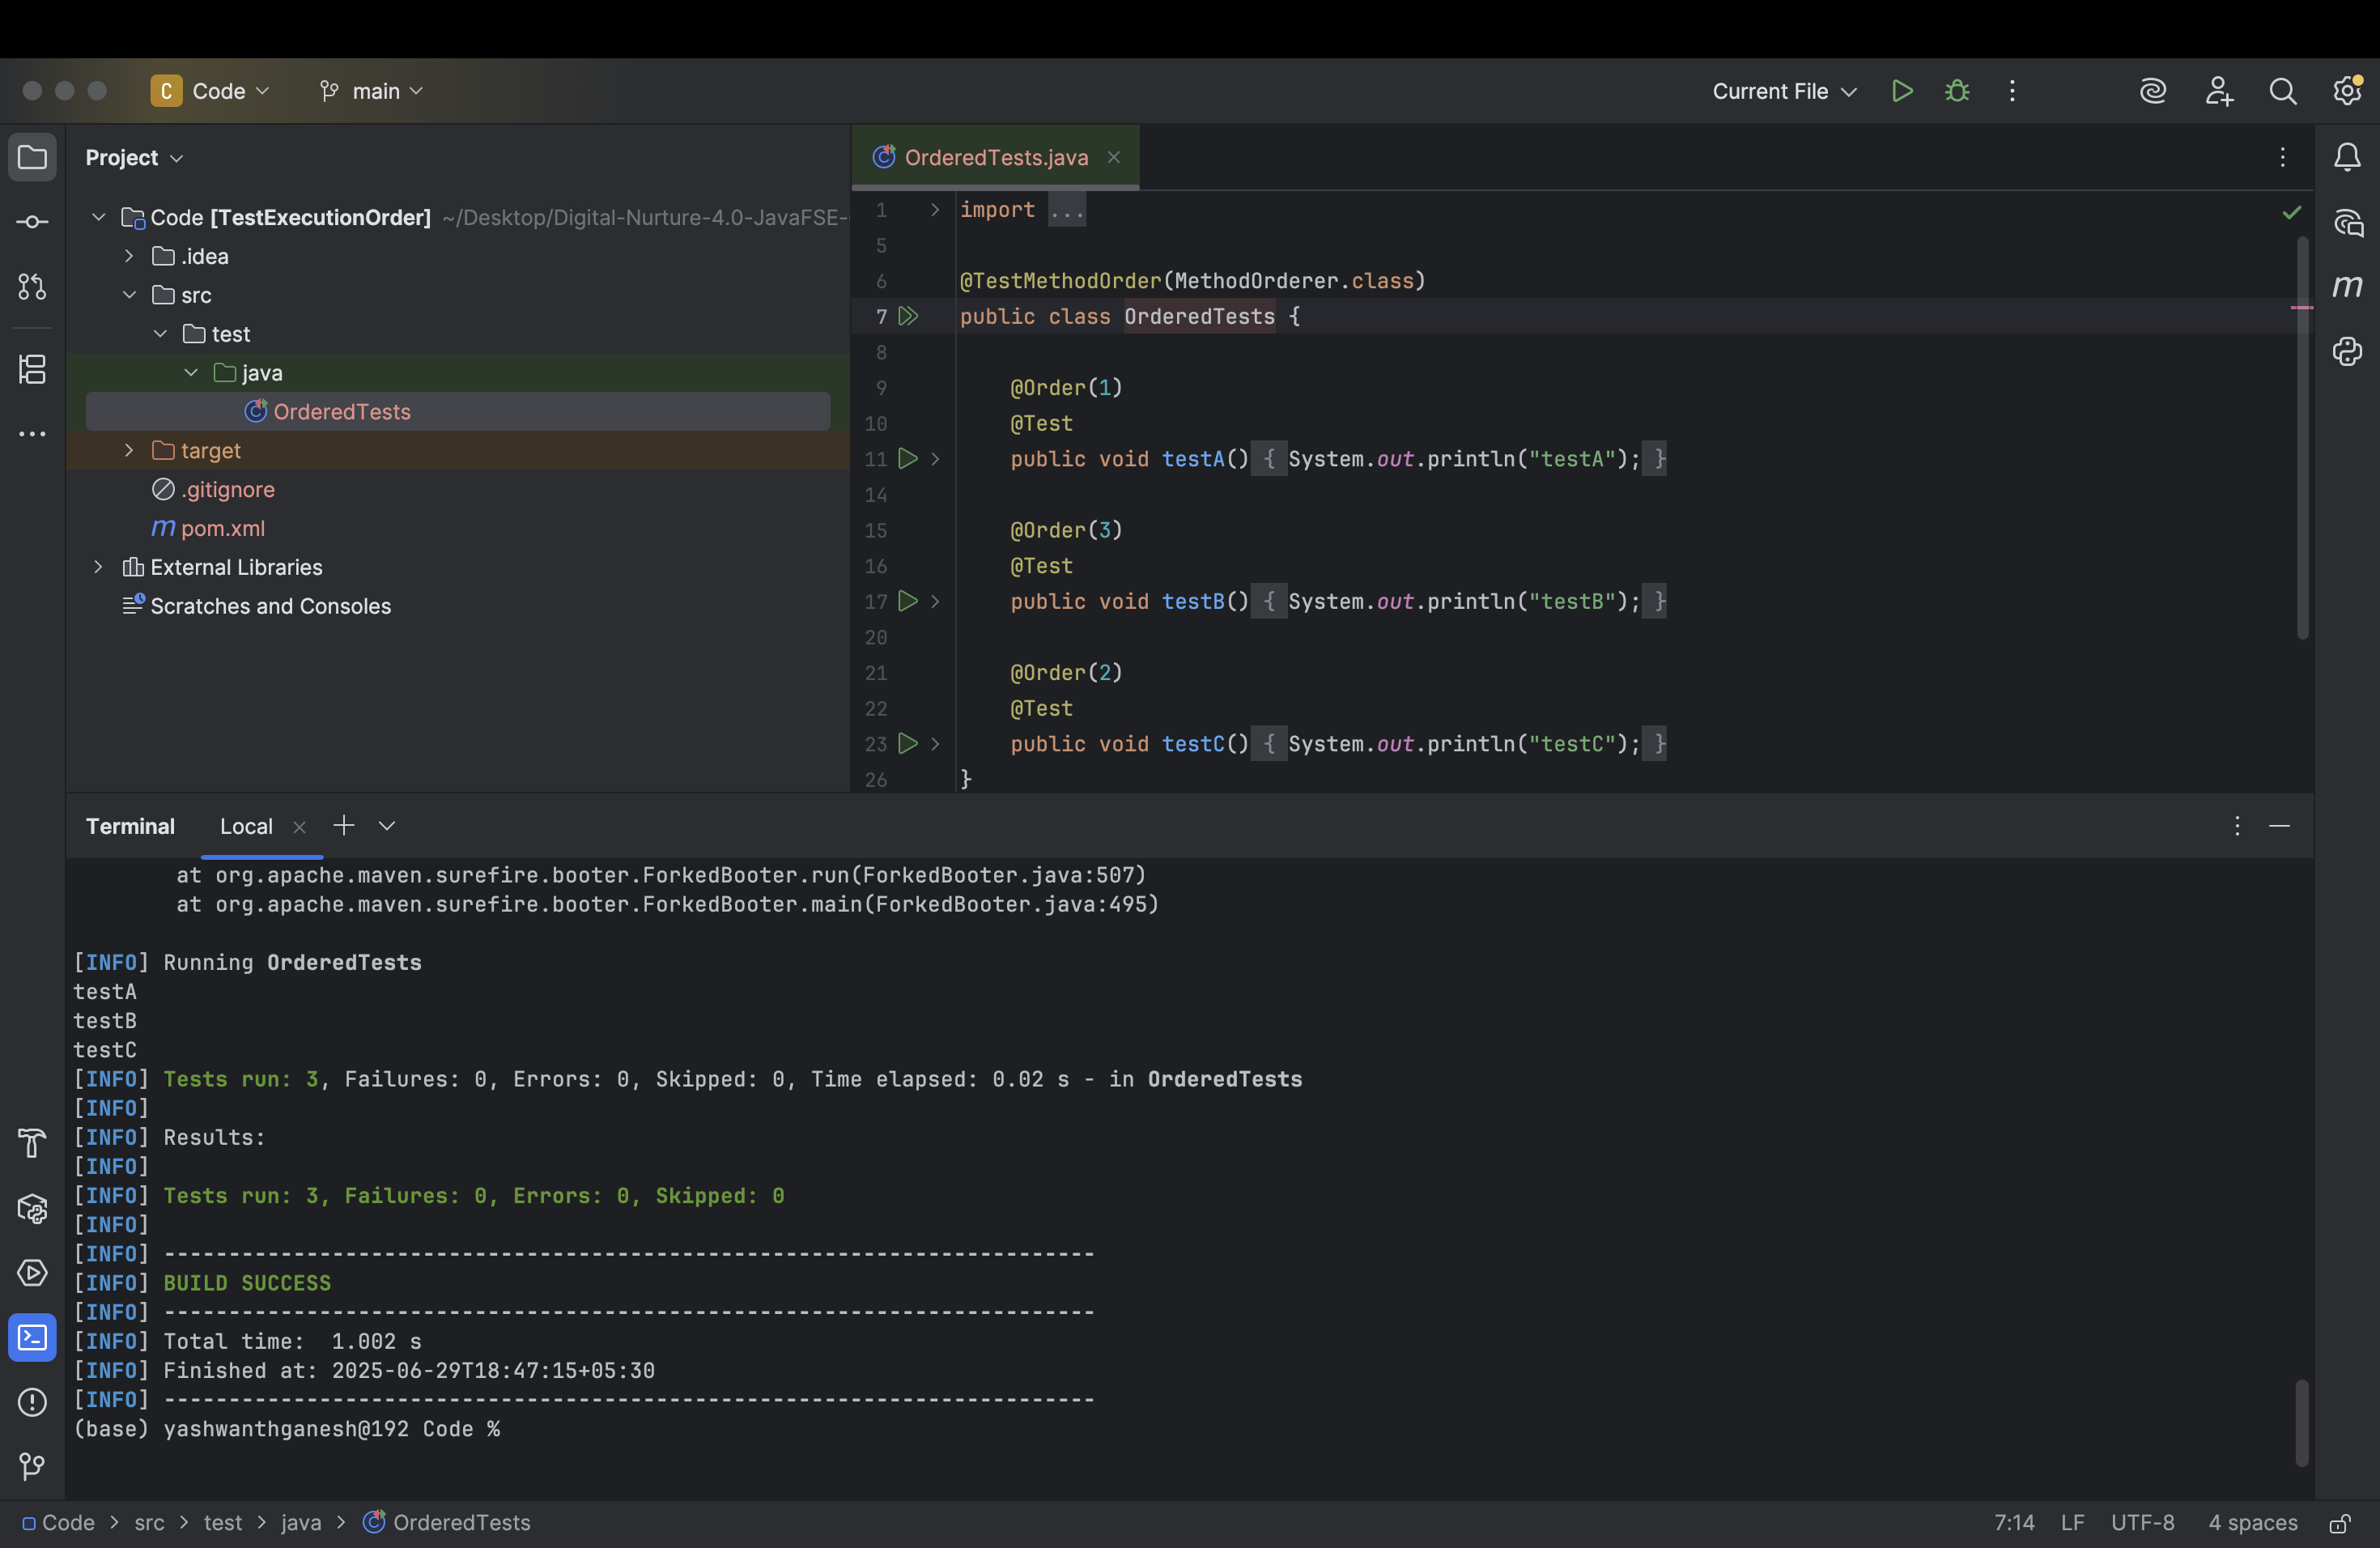 C Code main Current File
Project
Code [TestExecutionOrder] ~/Desktop/Digital-Nurture-4.0-JavaFSE-
.idea
src
test
java
OrderedTests
target
.gitignore
m pom.xml
External Libraries
Scratches and Consoles
OrderedTests.java
1 import ...
5
6 @TestMethodOrder(MethodOrderer.class)
7 public class OrderedTests {
8
9 @Order(1)
10 @Test
11 public void testA() { System.out.println("testA"); }
14
15 @Order(3)
16 @Test
17 public void testB() { System.out.println("testB"); }
20
21 @Order(2)
22 @Test
23 public void testC() { System.out.println("testC"); }
26 }
m
Terminal Local
at org.apache.maven.surefire.booter.ForkedBooter.run(ForkedBooter.java:507)
at org.apache.maven.surefire.booter.ForkedBooter.main(ForkedBooter.java:495)
[INFO] Running OrderedTests
testA
testB
testC
[INFO] Tests run: 3, Failures: 0, Errors: 0, Skipped: 0, Time elapsed: 0.02 s - in OrderedTests
[INFO]
[INFO] Results:
[INFO]
[INFO] Tests run: 3, Failures: 0, Errors: 0, Skipped: 0
[INFO]
[INFO] ------------------------------------------------------------------------
[INFO] BUILD SUCCESS
[INFO] ------------------------------------------------------------------------
[INFO] Total time:  1.002 s
[INFO] Finished at: 2025-06-29T18:47:15+05:30
[INFO] ------------------------------------------------------------------------
(base) yashwanthganesh@192 Code %
Code > src > test > java > OrderedTests 7:14 LF UTF-8 4 spaces